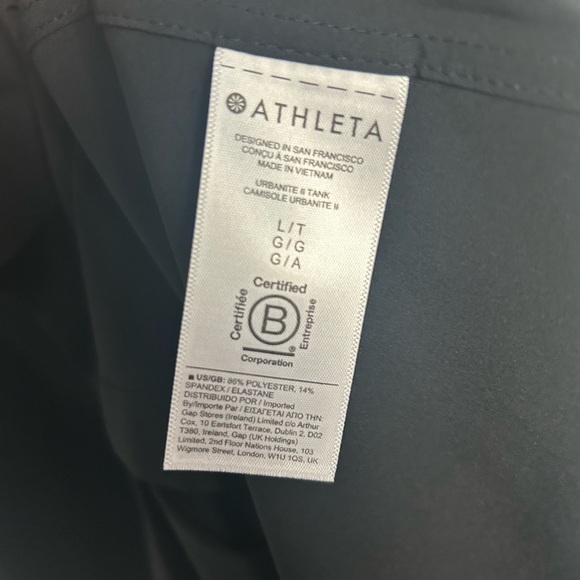 ATHLETA
DESIGNED IN SAN FRANCISCO
CONÇU À SAN FRANCISCO
MADE IN VIETNAM
URBANITE II TANK
CAMISOLE URBANITE II
L/T
G/G
G/A
Certified
Certifiée
B
®
Entreprise
Corporation
■ US/GB: 86% POLYESTER, 14%
SPANDEX / ELASTANE
DISTRIBUIDO POR / Imported
By/Importe Par / ΕΙΣΑΓΕΤΑΙ ΑΠΟ ΤΗΝ:
Gap Stores (Ireland) Limited c/o Arthur
Cox, 10 Earlsfort Terrace, Dublin 2, D02
T380, Ireland, Gap (UK Holdings)
Limited, 2nd Floor Nations House, 103
Wigmore Street, London, W1U 1QS, UK